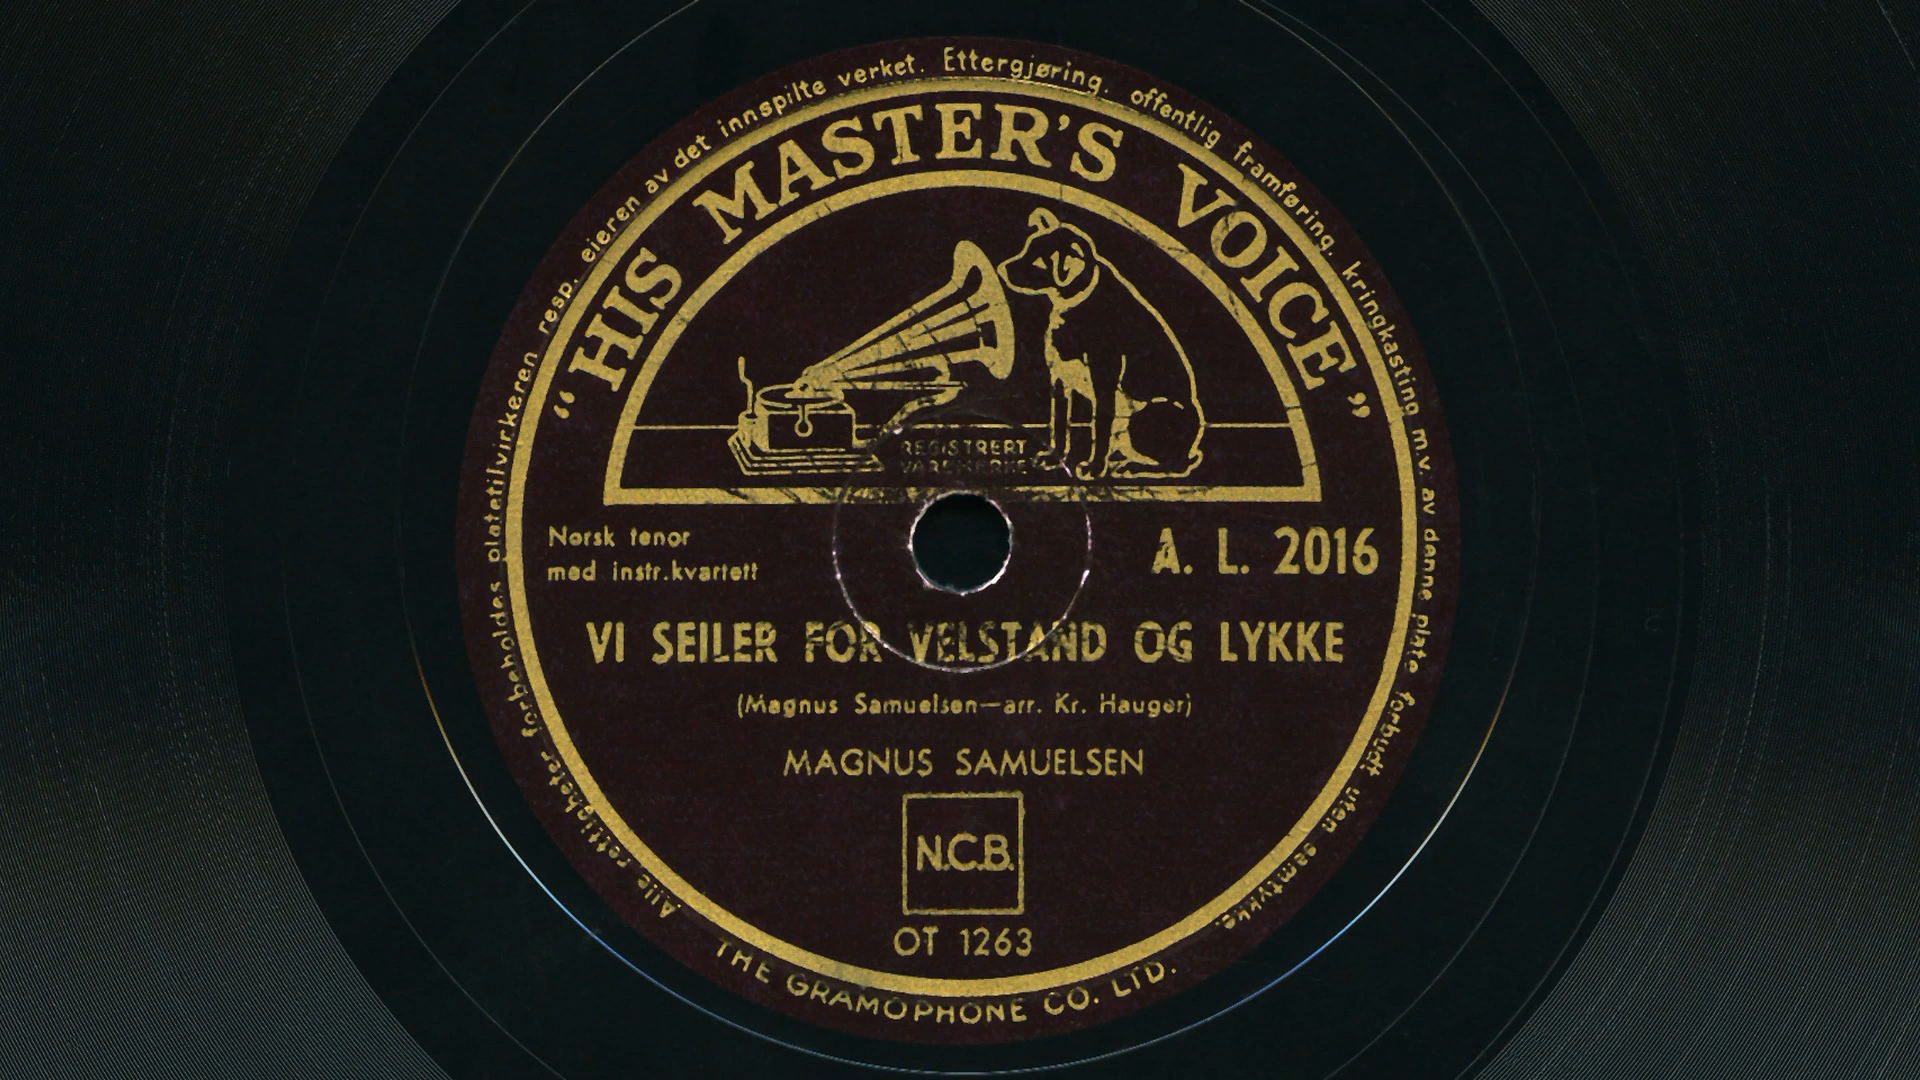 Alle rettigheter forbeholdes platetilvirkeren resp. eieren av det innspilte verket. Ettergjøring, offentlig framføring, kringkasting m.v. av denne plate forbudt uten samtykke.
“HIS MASTER'S VOICE”
REGISTRERT
VAREMERKE
Norsk tenor
med instr.kvartett
A. L. 2016
VI SEILER FOR VELSTAND OG LYKKE
(Magnus Samuelsen—arr. Kr. Hauger)
MAGNUS SAMUELSEN
N.C.B.
OT 1263
THE GRAMOPHONE CO. LTD.